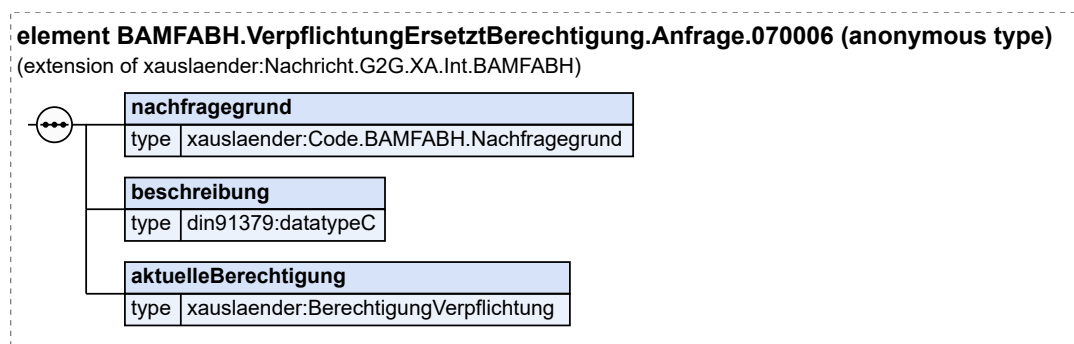 element BAMFABH.VerpflichtungErsetztBerechtigung.Anfrage.070006 (anonymous type)
(extension of xauslaender:Nachricht.G2G.XA.Int.BAMFABH)
nachfragegrund
type xauslaender:Code.BAMFABH.Nachfragegrund
beschreibung
type din91379:datatypeC
aktuelleBerechtigung
type xauslaender:BerechtigungVerpflichtung